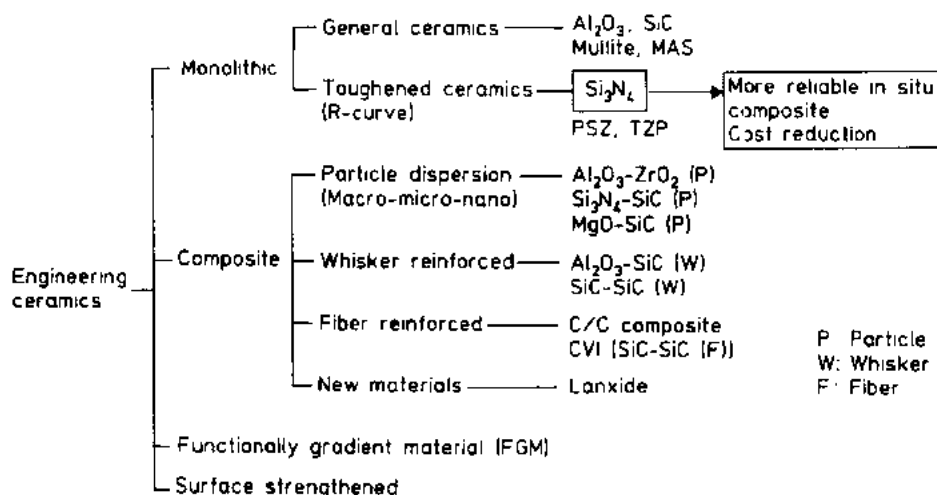 General ceramics
Al₂O₃, SiC
Mullite, MAS
Monolithic
Toughened ceramics
(R-curve)
Si₃N₄
PSZ, TZP
More reliable in situ
composite
Cost reduction
Particle dispersion
(Macro-micro-nano)
Al₂O₃-ZrO₂ (P)
Si₃N₄-SiC (P)
MgO-SiC (P)
Engineering
ceramics
Composite
Whisker reinforced
Al₂O₃-SiC (W)
SiC-SiC (W)
Fiber reinforced
C/C composite
CVI (SiC-SiC (F))
New materials
Lanxide
P: Particle
W: Whisker
F: Fiber
Functionally gradient material (FGM)
Surface strengthened